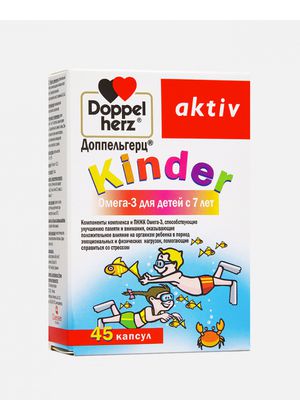 Doppel
herz®
aktiv
Доппельгерц®
Kinder
Омега-3 для детей с 7 лет
Компоненты комплекса и ПНЖК Омега-3, способствующие
улучшению памяти и внимания, оказывающие
положительное влияние на организм ребенка в период
эмоциональных и физических нагрузок, помогающие
справиться со стрессом
45 капсул